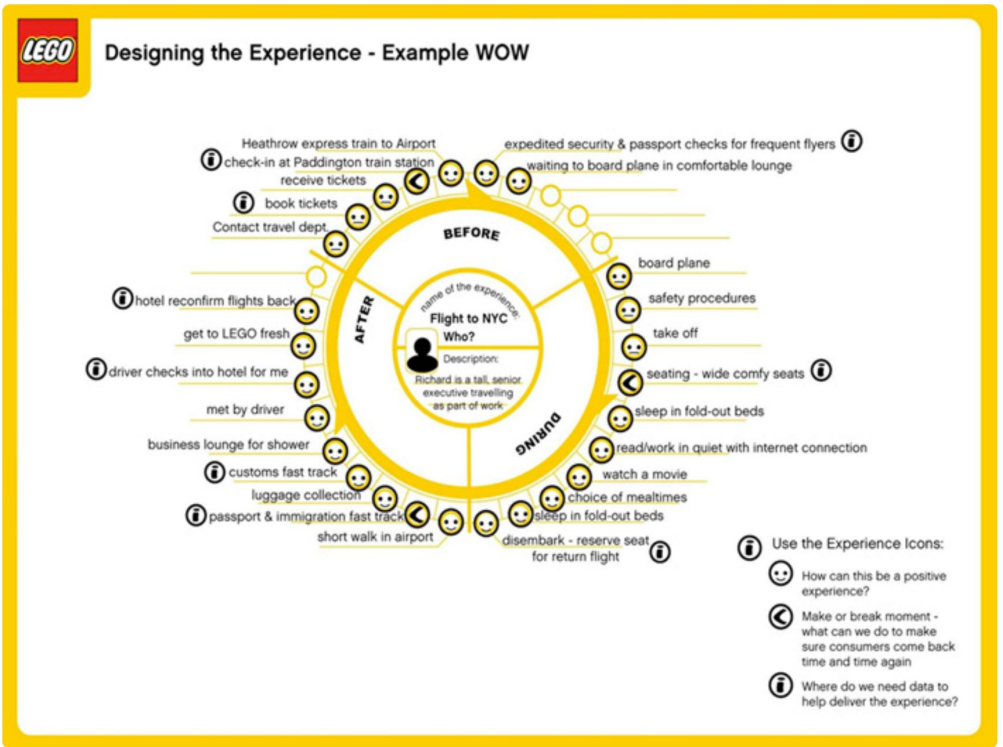 LEGO
Designing the Experience - Example WOW
Heathrow express train to Airport
check-in at Paddington train station
receive tickets
book tickets
Contact travel dept.
expedited security & passport checks for frequent flyers
waiting to board plane in comfortable lounge
BEFORE
board plane
safety procedures
take off
seating - wide comfy seats
sleep in fold-out beds
read/work in quiet with internet connection
watch a movie
choice of mealtimes
sleep in fold-out beds
disembark - reserve seat
for return flight
DURING
short walk in airport
passport & immigration fast track
luggage collection
customs fast track
business lounge for shower
met by driver
driver checks into hotel for me
get to LEGO fresh
hotel reconfirm flights back
AFTER
name of the experience:
Flight to NYC
Who?
Description:
Richard is a tall, senior
executive travelling
as part of work
Use the Experience Icons:
How can this be a positive
experience?
Make or break moment -
what can we do to make
sure consumers come back
time and time again
Where do we need data to
help deliver the experience?